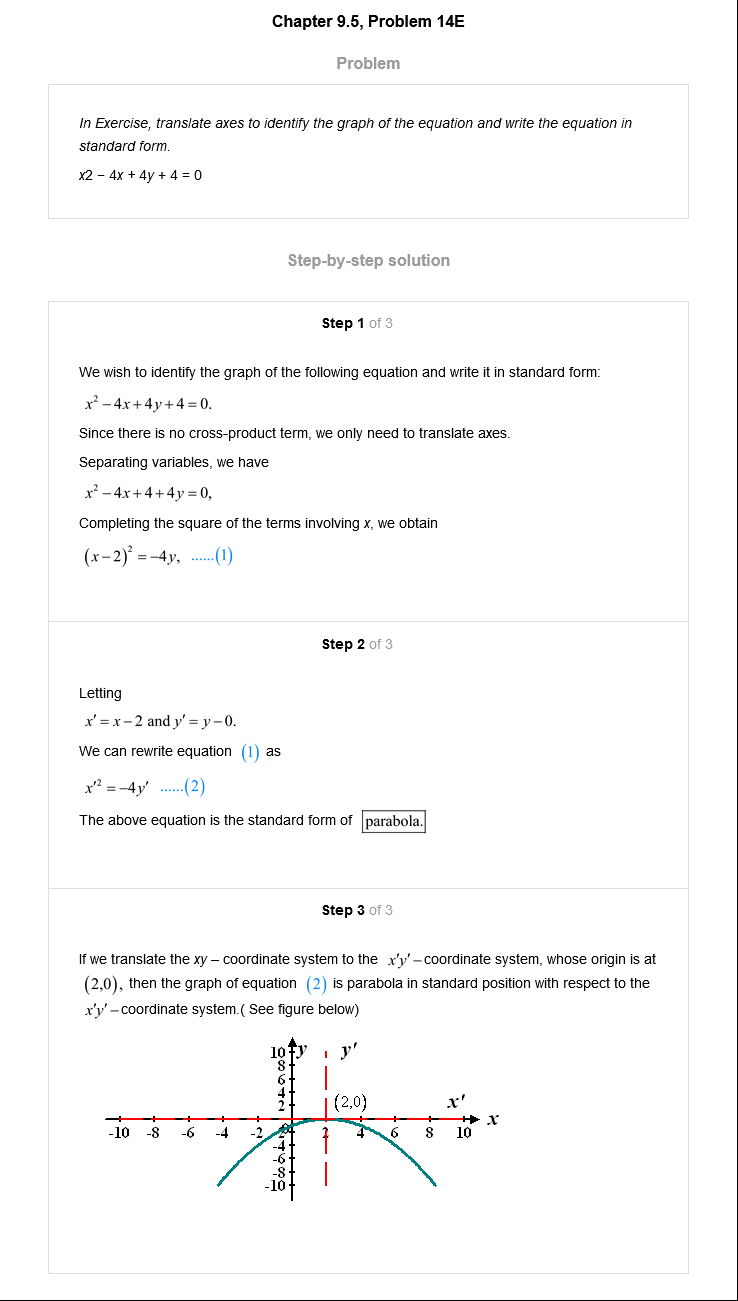 Chapter 9.5, Problem 14E
Problem
In Exercise, translate axes to identify the graph of the equation and write the equation in
standard form.
x2 − 4x + 4y + 4 = 0
Step-by-step solution
Step 1 of 3
We wish to identify the graph of the following equation and write it in standard form:
x² − 4x + 4y + 4 = 0.
Since there is no cross-product term, we only need to translate axes.
Separating variables, we have
x² − 4x + 4 + 4y = 0,
Completing the square of the terms involving x, we obtain
(x − 2)² = −4y, ......(1)
Step 2 of 3
Letting
x′ = x − 2 and y′ = y − 0.
We can rewrite equation (1) as
x′² = −4y′ ......(2)
The above equation is the standard form of parabola.
Step 3 of 3
If we translate the xy – coordinate system to the x′y′ – coordinate system, whose origin is at
(2,0), then the graph of equation (2) is parabola in standard position with respect to the
x′y′ – coordinate system.( See figure below)
10 y y′
8
6
4
2 (2,0) x′
x
-10 -8 -6 -4 -2 2 4 6 8 10
-4
-6
-8
-10